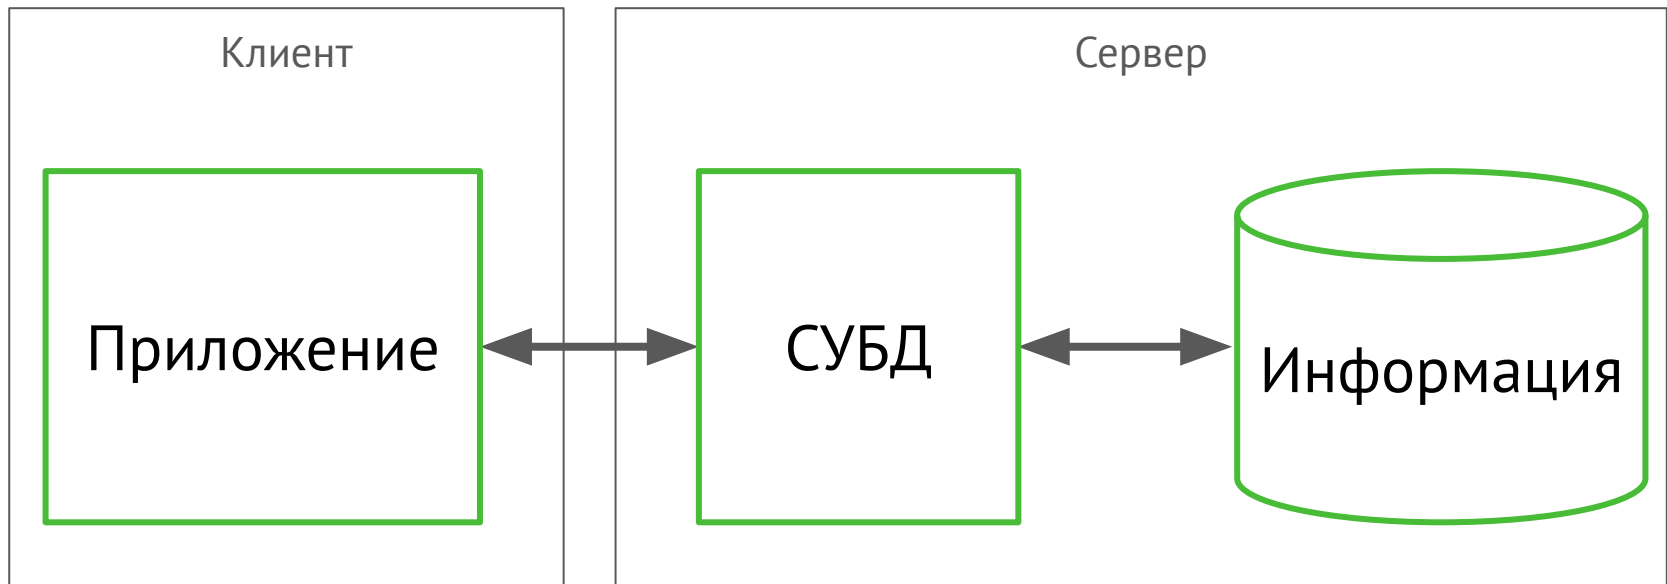 Клиент
Сервер
Приложение
СУБД
Информация